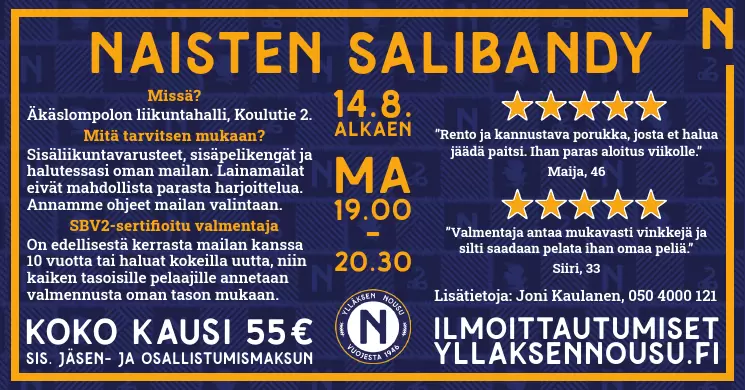 N
NAISTEN SALIBANDY
Missä?
Äkäslompolon liikuntahalli, Koulutie 2.
Mitä tarvitsen mukaan?
Sisäliikuntavarusteet, sisäpelikengät ja
halutessasi oman mailan. Lainamailat
eivät mahdollista parasta harjoittelua.
Annamme ohjeet mailan valintaan.
SBV2-sertifioitu valmentaja
On edellisestä kerrasta mailan kanssa
10 vuotta tai haluat kokeilla uutta, niin
kaiken tasoisille pelaajille annetaan
valmennusta oman tason mukaan.
KOKO KAUSI 55 €
SIS. JÄSEN- JA OSALLISTUMISMAKSUN
14.8.
ALKAEN
MA
19.00
-
20.30
YLLÄKSEN NOUSU
N
VUOJESTA 1946
"Rento ja kannustava porukka, josta et halua
jäädä paitsi. Ihan paras aloitus viikolle."
Maija, 46
"Valmentaja antaa mukavasti vinkkejä ja
silti saadaan pelata ihan omaa peliä."
Siiri, 33
Lisätietoja: Joni Kaulanen, 050 4000 121
ILMOITTAUTUMISET
YLLAKSENNOUSU.FI